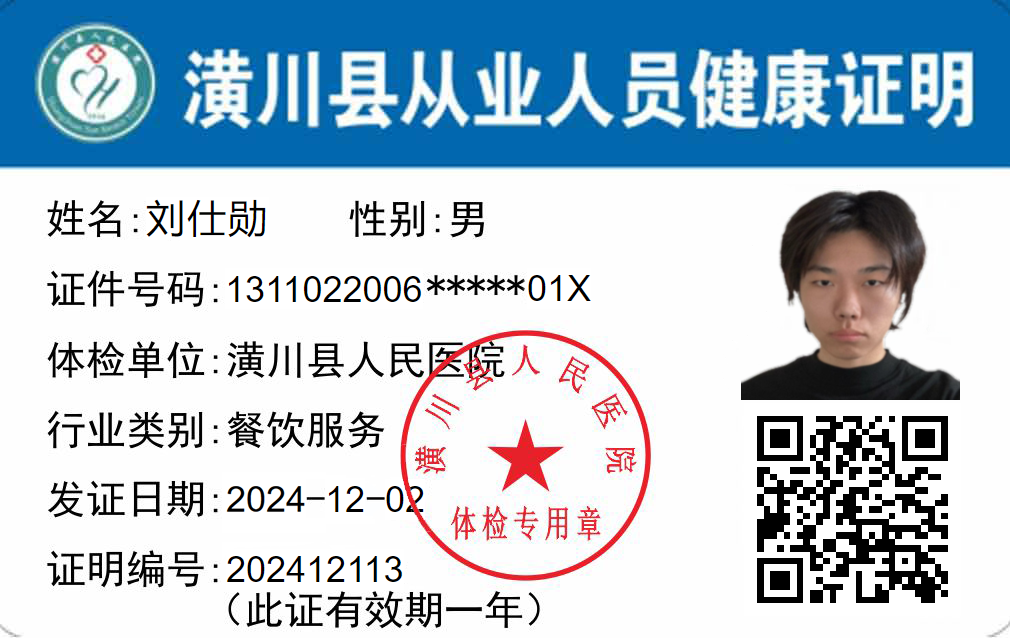 潢川县从业人员健康证明
姓名:刘仕勋 性别:男
证件号码:1311022006*****01X
体检单位:潢川县人民医院
行业类别:餐饮服务
发证日期:2024-12-02
证明编号:202412113
(此证有效期一年)
潢川县人民医院
体检专用章